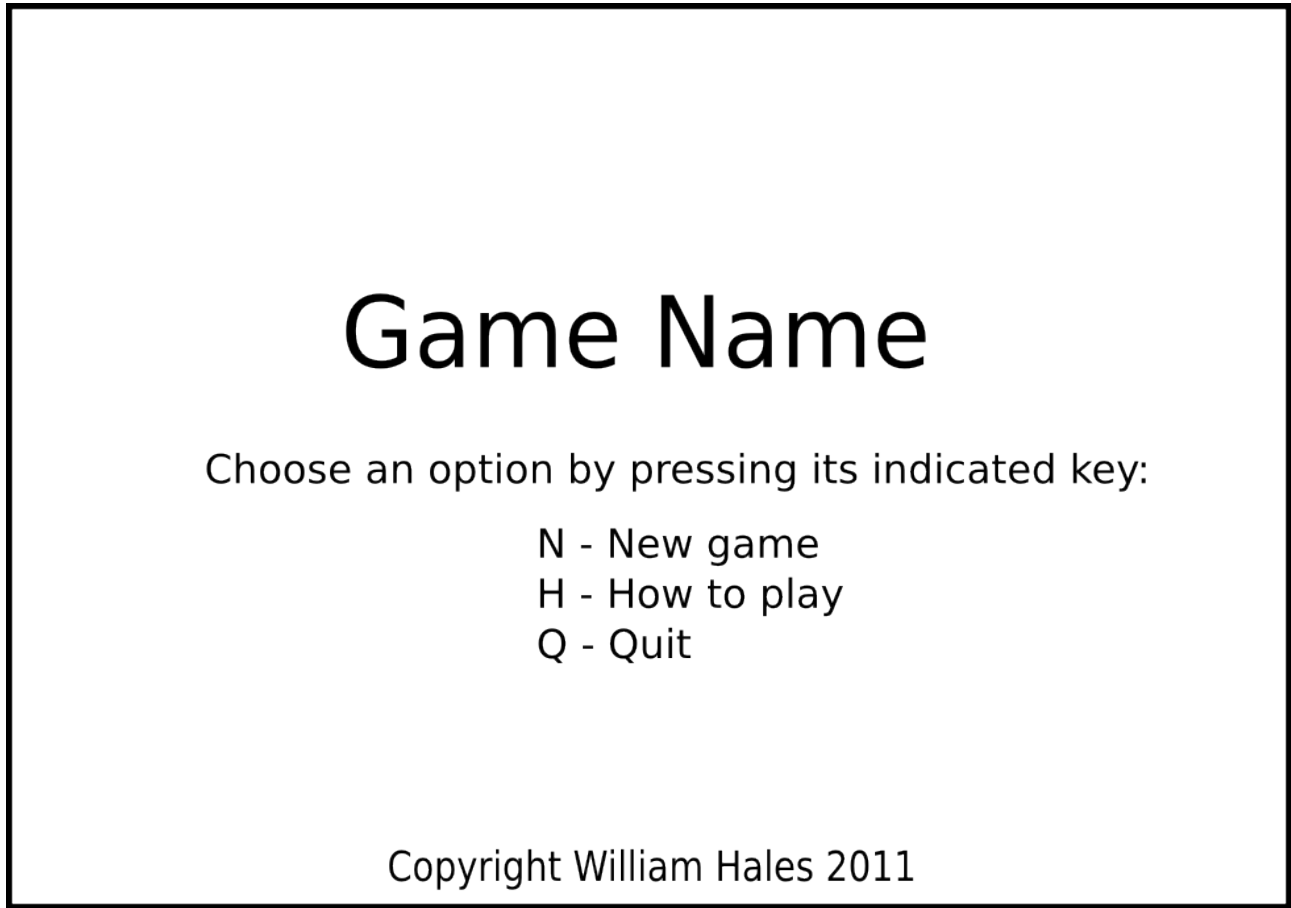 Game Name
Choose an option by pressing its indicated key:
N - New game
H - How to play
Q - Quit
Copyright William Hales 2011